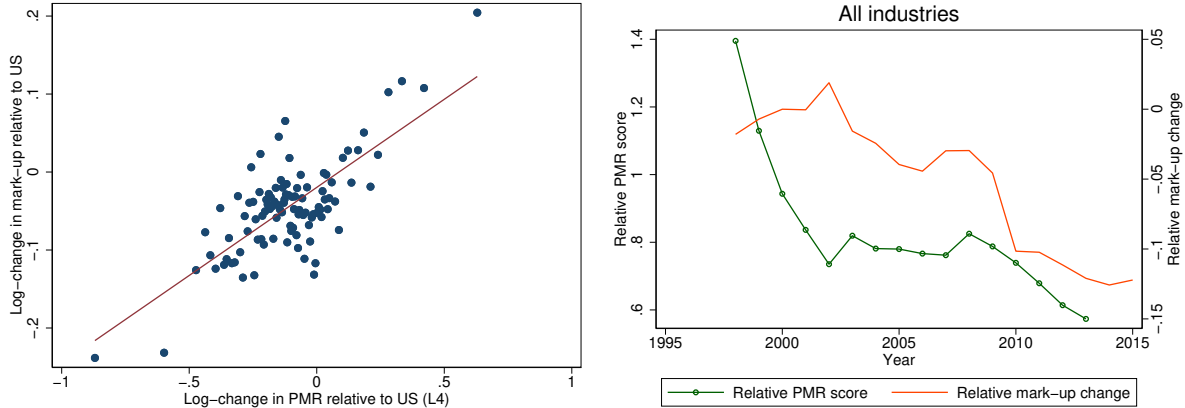 .2
.1
0
-.1
-.2
Log-change in mark-up relative to US
-1 -.5 0 .5 1
Log-change in PMR relative to US (L4)
All industries
1.4
1.2
1
.8
.6
Relative PMR score
.05
0
-.05
-.1
-.15
Relative mark-up change
1995 2000 2005 2010 2015
Year
Relative PMR score Relative mark-up change